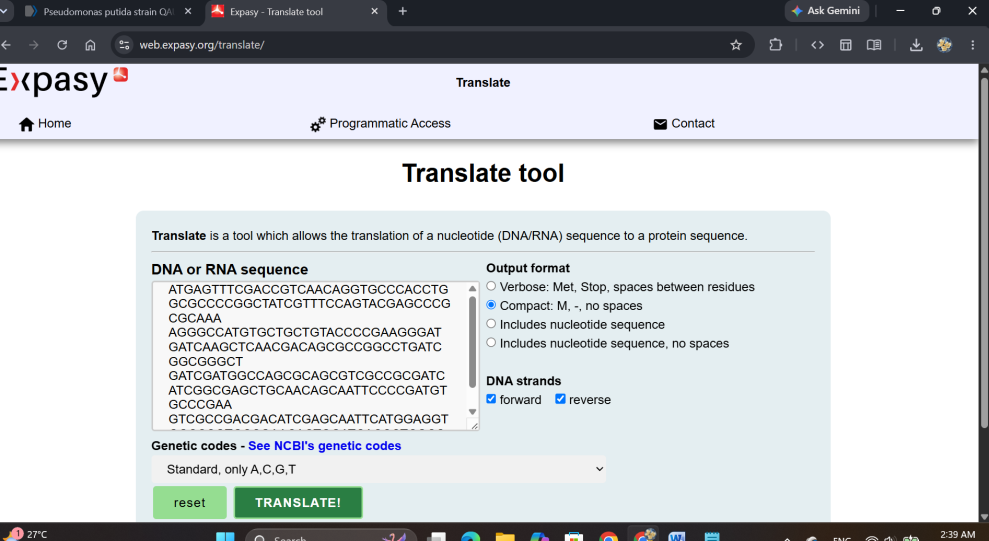 Pseudomonas putida strain QAI
Expasy - Translate tool
Ask Gemini
web.expasy.org/translate/
Expasy
Translate
Home
Programmatic Access
Contact
Translate tool
Translate is a tool which allows the translation of a nucleotide (DNA/RNA) sequence to a protein sequence.
DNA or RNA sequence
ATGAGTTTCGACCGTCAACAGGTGCCCACCTG
GCGCCCCGGCTATCGTTTCCAGTACGAGCCCG
CGCAAA
AGGGCCATGTGCTGCTGTACCCCGAAGGGAT
GATCAAGCTCAACGACAGCGCCGGCCTGATC
GGCGGGCT
GATCGATGGCCAGCGCAGCGTCGCCGCGATC
ATCGGCGAGCTGCAACAGCAATTCCCCGATGT
GCCCGAA
GTCGCCGACGACATCGAGCAATTCATGGAGGT
Output format
Verbose: Met, Stop, spaces between residues
Compact: M, -, no spaces
Includes nucleotide sequence
Includes nucleotide sequence, no spaces
DNA strands
forward
reverse
Genetic codes - See NCBI's genetic codes
Standard, only A,C,G,T
reset
TRANSLATE!
1
27°C
Search
ENG
2:39 AM